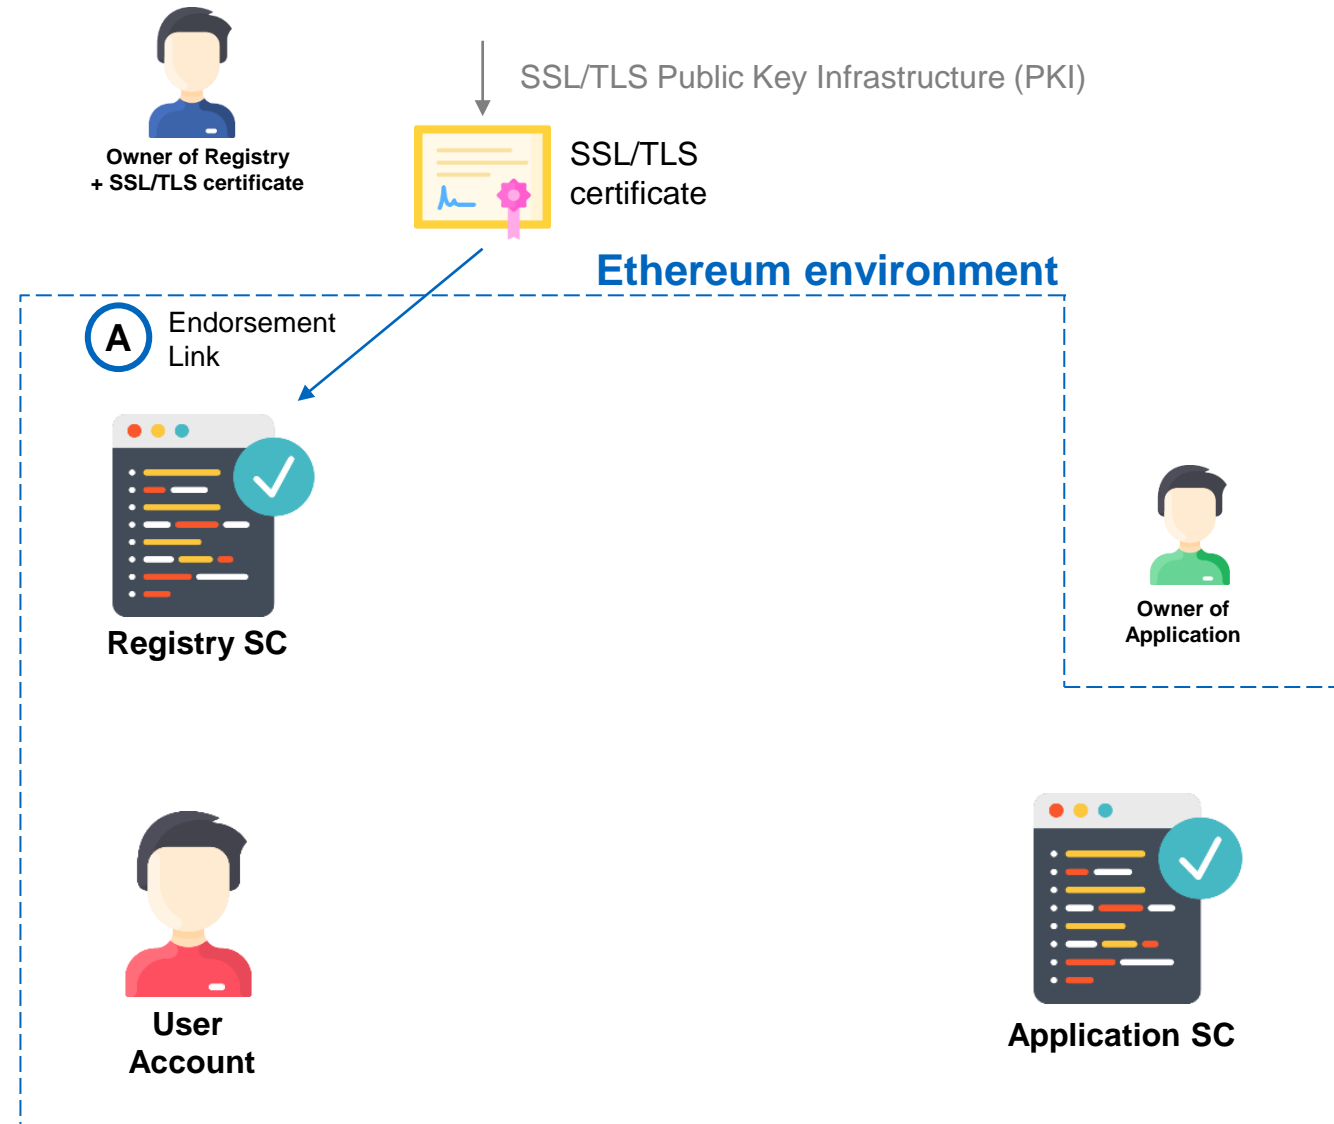 SSL/TLS Public Key Infrastructure (PKI)
Owner of Registry
+ SSL/TLS certificate
SSL/TLS
certificate
Ethereum environment
A
Endorsement
Link
Registry SC
Owner of
Application
User
Account
Application SC